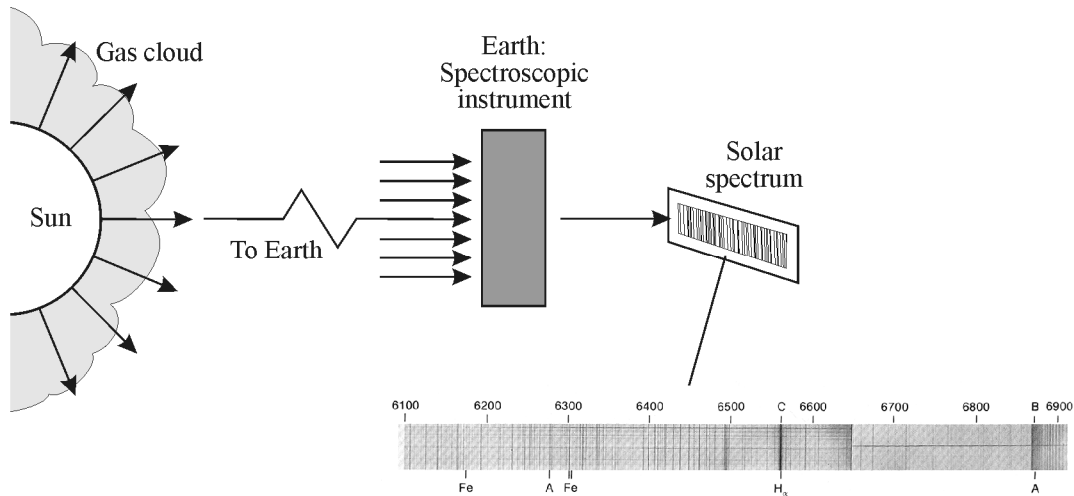 Gas cloud
Earth:
Spectroscopic
instrument
Solar
spectrum
Sun
To Earth
6100 6200 6300 6400 6500 C 6600 6700 6800 B 6900
Fe A Fe Hα A